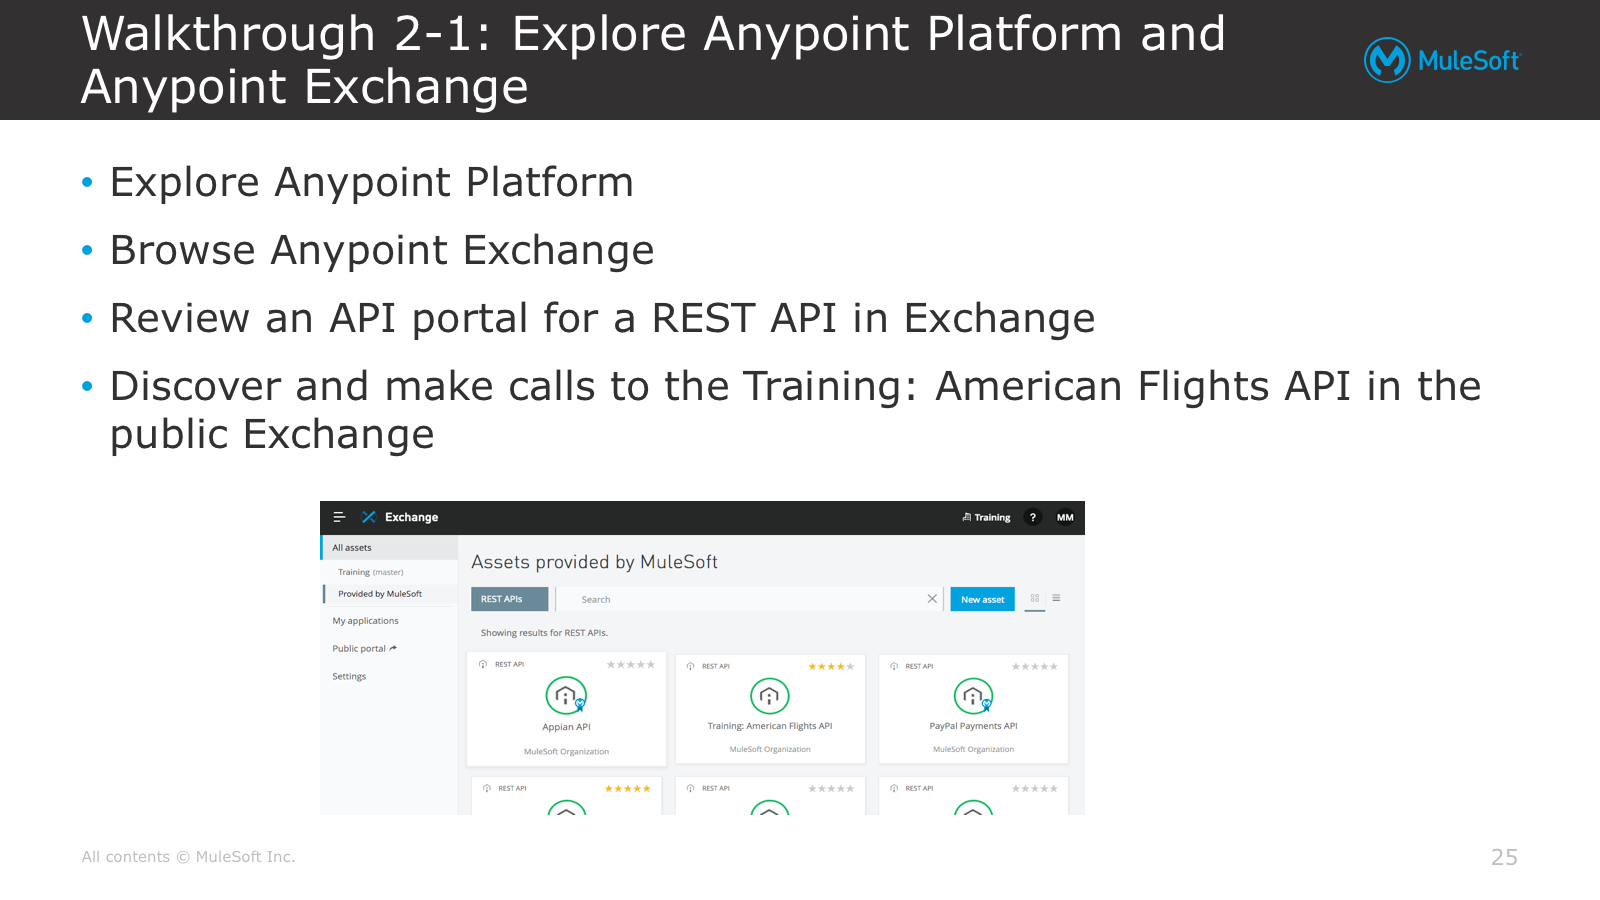 Walkthrough 2-1: Explore Anypoint Platform and
Anypoint Exchange
MuleSoft
• Explore Anypoint Platform
• Browse Anypoint Exchange
• Review an API portal for a REST API in Exchange
• Discover and make calls to the Training: American Flights API in the
public Exchange
Exchange
Training
?
MM
All assets
Training (master)
Provided by MuleSoft
My applications
Public portal
Settings
Assets provided by MuleSoft
REST APIs
Search
New asset
Showing results for REST APIs.
REST API
Appian API
MuleSoft Organization
REST API
Training: American Flights API
MuleSoft Organization
REST API
PayPal Payments API
MuleSoft Organization
REST API
REST API
REST API
All contents © MuleSoft Inc.
25